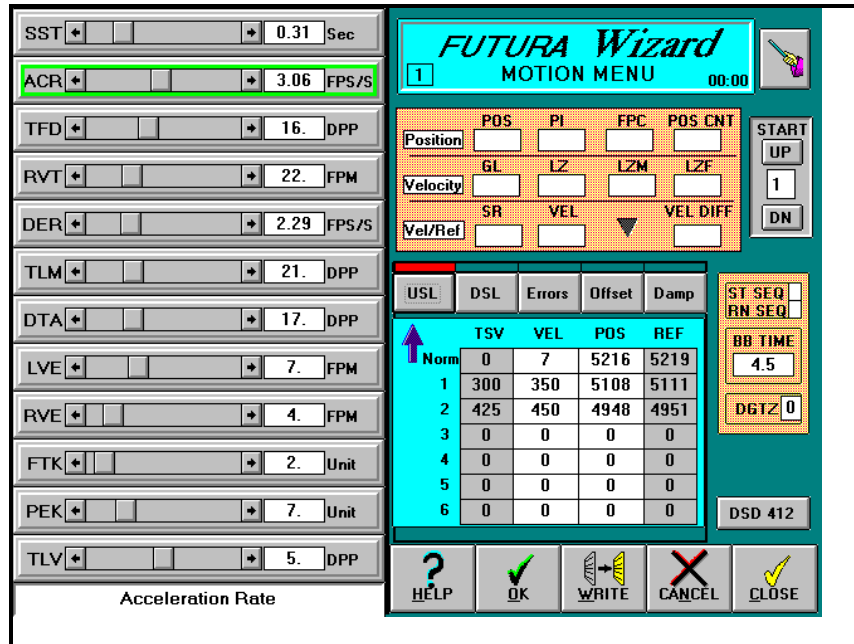 SST 0.31 Sec
ACR 3.06 FPS/S
TFD 16. DPP
RVT 22. FPM
DER 2.29 FPS/S
TLM 21. DPP
DTA 17. DPP
LVE 7. FPM
RVE 4. FPM
FTK 2. Unit
PEK 7. Unit
TLV 5. DPP
Acceleration Rate
FUTURA Wizard
1 MOTION MENU 00:00
POS PI FPC POS CNT
Position
GL LZ LZM LZF
Velocity
SR VEL VEL DIFF
Vel/Ref
START
UP
1
DN
USL DSL Errors Offset Damp
TSV VEL POS REF
Norm 0 7 5216 5219
1 300 350 5108 5111
2 425 450 4948 4951
3 0 0 0 0
4 0 0 0 0
5 0 0 0 0
6 0 0 0 0
ST SEQ
RN SEQ
BB TIME
4.5
DGTZ 0
DSD 412
HELP OK WRITE CANCEL CLOSE